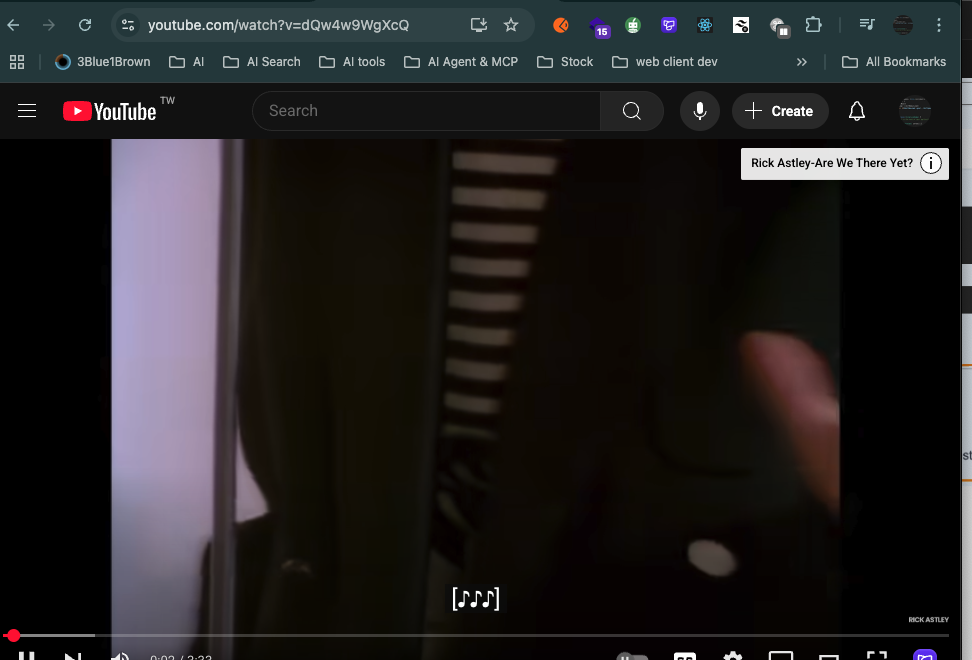 youtube.com/watch?v=dQw4w9WgXcQ
15
3Blue1Brown AI AI Search AI tools AI Agent & MCP Stock web client dev » All Bookmarks
YouTube TW Search Create
Rick Astley-Are We There Yet?
[♪♪♪]
RICK ASTLEY
0:02 / 3:33